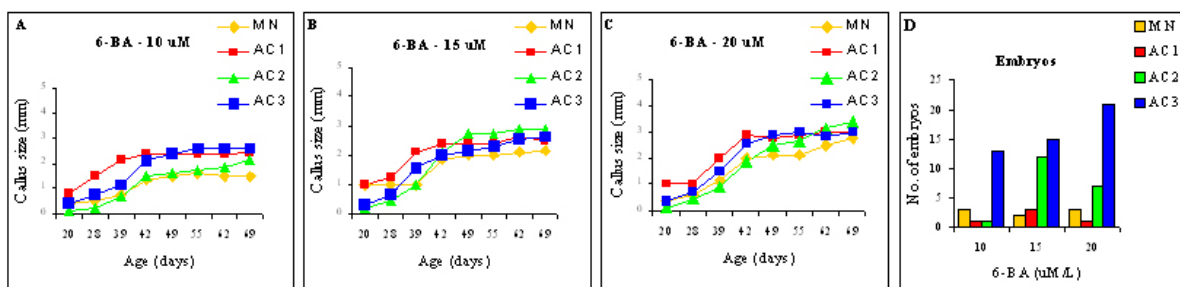 A
6-BA - 10 uM
MN
AC1
AC2
AC3
Callus size (mm)
5
4
3
2
1
0
20 28 39 42 49 55 62 69
Age (days)
B
6-BA - 15 uM
MN
AC1
AC2
AC3
Callus size (mm)
5
4
3
2
1
0
20 28 39 42 49 55 62 69
Age (days)
C
6-BA - 20 uM
MN
AC1
AC2
AC3
Callus size (mm)
5
4
3
2
1
0
20 28 39 42 49 55 62 69
Age (days)
D
Embryos
MN
AC1
AC2
AC3
No. of embryos
25
20
15
10
5
0
10 15 20
6-BA (uM/L)